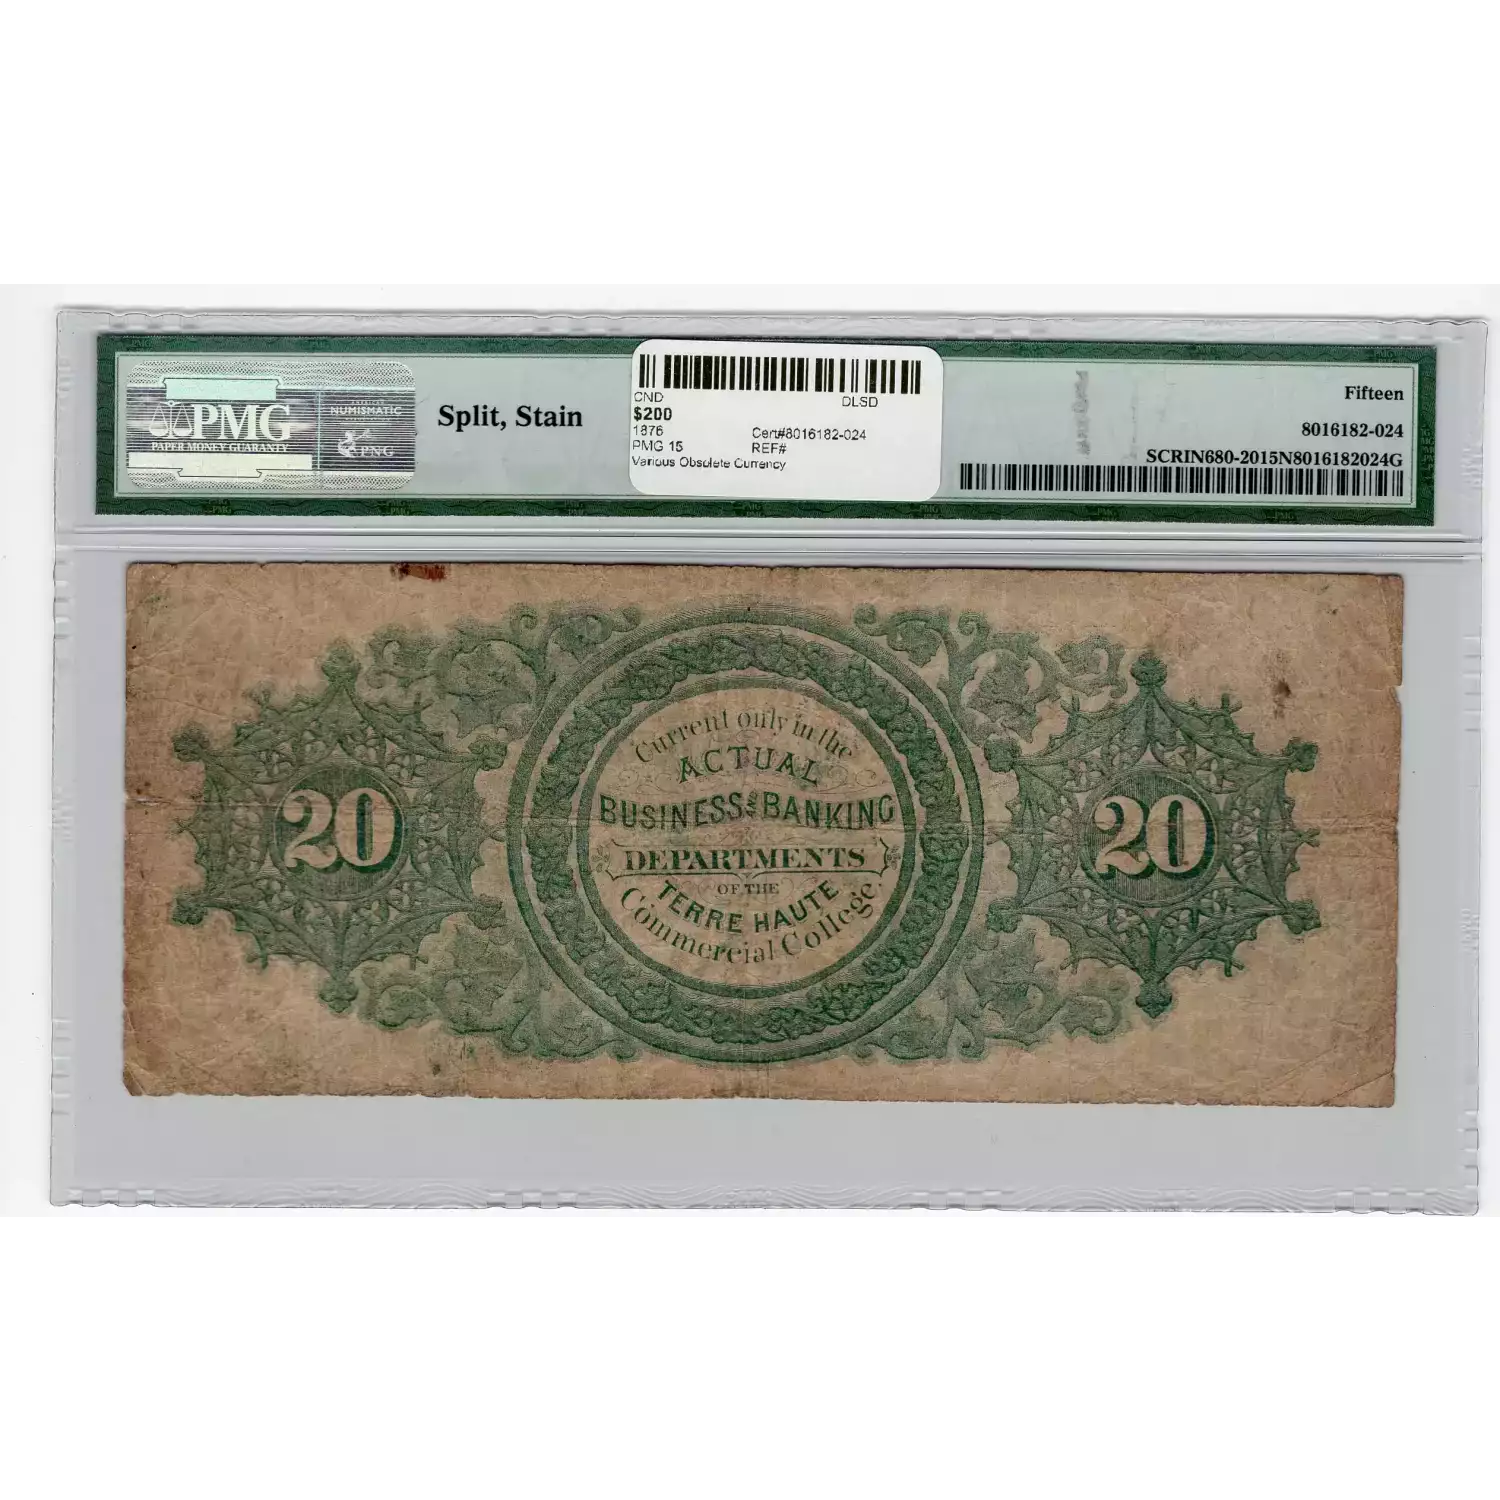 PMG
PAPER MONEY GUARANTY
NUMISMATIC
PNG
Split, Stain
CND DLSD
$200
1876 Cert#8016182-024
PMG 15 REF#
Various Obsolete Currency
Fifteen
8016182-024
SCRIN680-2015N8016182024G
20
Current only in the
ACTUAL
BUSINESS AND BANKING
DEPARTMENTS
OF THE
TERRE HAUTE
Commercial College.
20